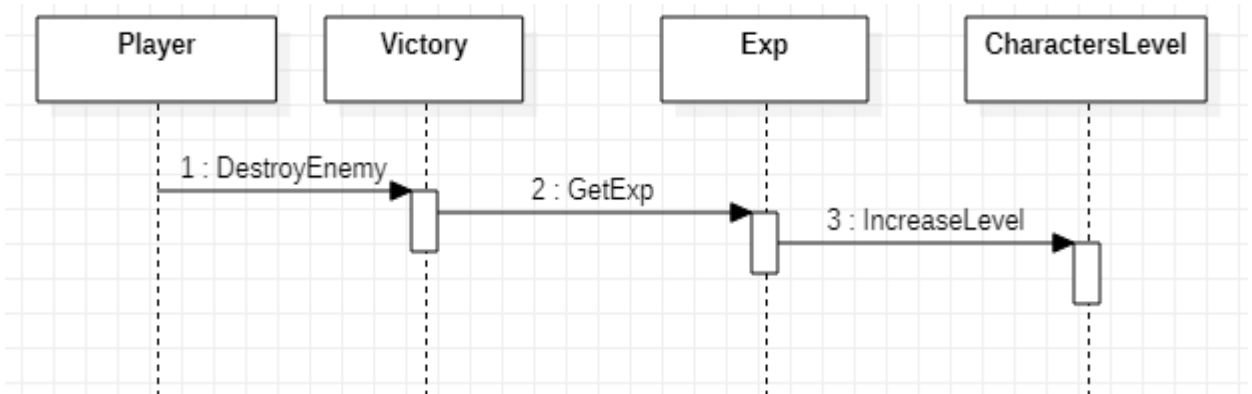 Player
Victory
Exp
CharactersLevel
1 : DestroyEnemy
2 : GetExp
3 : IncreaseLevel